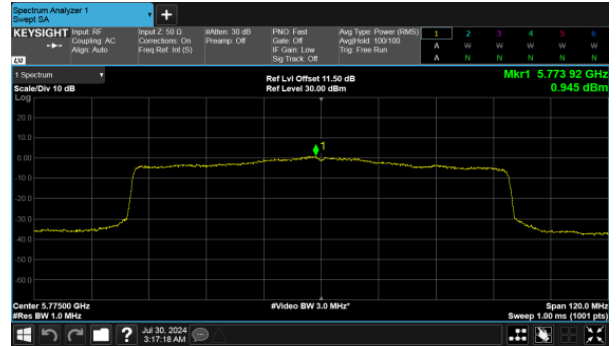 Spectrum Analyzer 1
Swept SA
KEYSIGHT
Input: RF
Coupling: AC
Align: Auto
Input Z: 50 Ω
Corrections: On
Freq Ref: Int (S)
#Atten: 30 dB
Preamp: Off
PNO: Fast
Gate: Off
IF Gain: Low
Sig Track: Off
Avg Type: Power (RMS)
Avg|Hold: 100/100
Trig: Free Run
1 2 3 4 5 6
A W W W W W
A N N N N N
LXI
1 Spectrum
Scale/Div 10 dB
Log
Ref Lvl Offset 11.50 dB
Ref Level 30.00 dBm
Mkr1 5.773 92 GHz
0.945 dBm
1
20.0
10.0
0.00
-10.0
-20.0
-30.0
-40.0
-50.0
-60.0
Center 5.77500 GHz
#Res BW 1.0 MHz
#Video BW 3.0 MHz*
Span 120.0 MHz
Sweep 1.00 ms (1001 pts)
?
Jul 30, 2024
3:17:18 AM